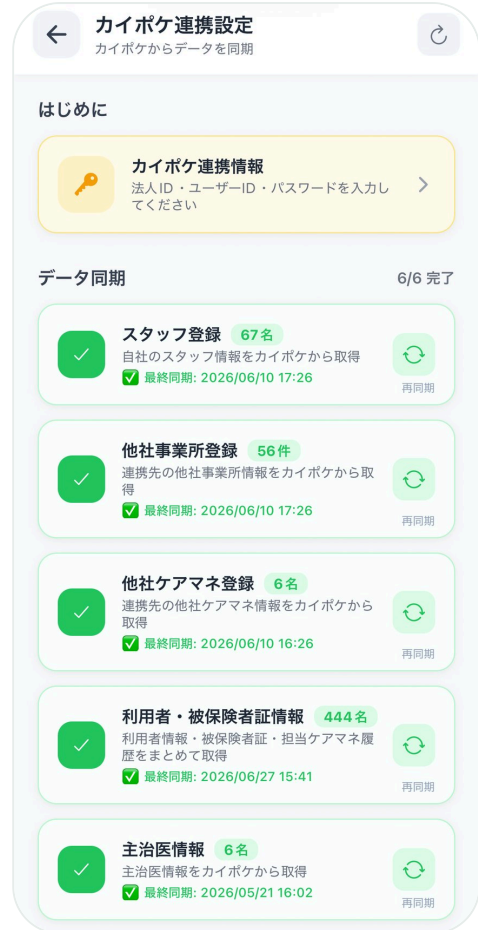 カイポケ連携設定
カイポケからデータを同期
はじめに
カイポケ連携情報
法人ID・ユーザーID・パスワードを入力し
てください
データ同期
6/6 完了
スタッフ登録 67名
自社のスタッフ情報をカイポケから取得
最終同期: 2026/06/10 17:26
再同期
他社事業所登録 56件
連携先の他社事業所情報をカイポケから取
得
最終同期: 2026/06/10 17:26
再同期
他社ケアマネ登録 6名
連携先の他社ケアマネ情報をカイポケから
取得
最終同期: 2026/06/10 16:26
再同期
利用者・被保険者証情報 444名
利用者情報・被保険者証・担当ケアマネ履
歴をまとめて取得
最終同期: 2026/06/27 15:41
再同期
主治医情報 6名
主治医情報をカイポケから取得
最終同期: 2026/05/21 16:02
再同期